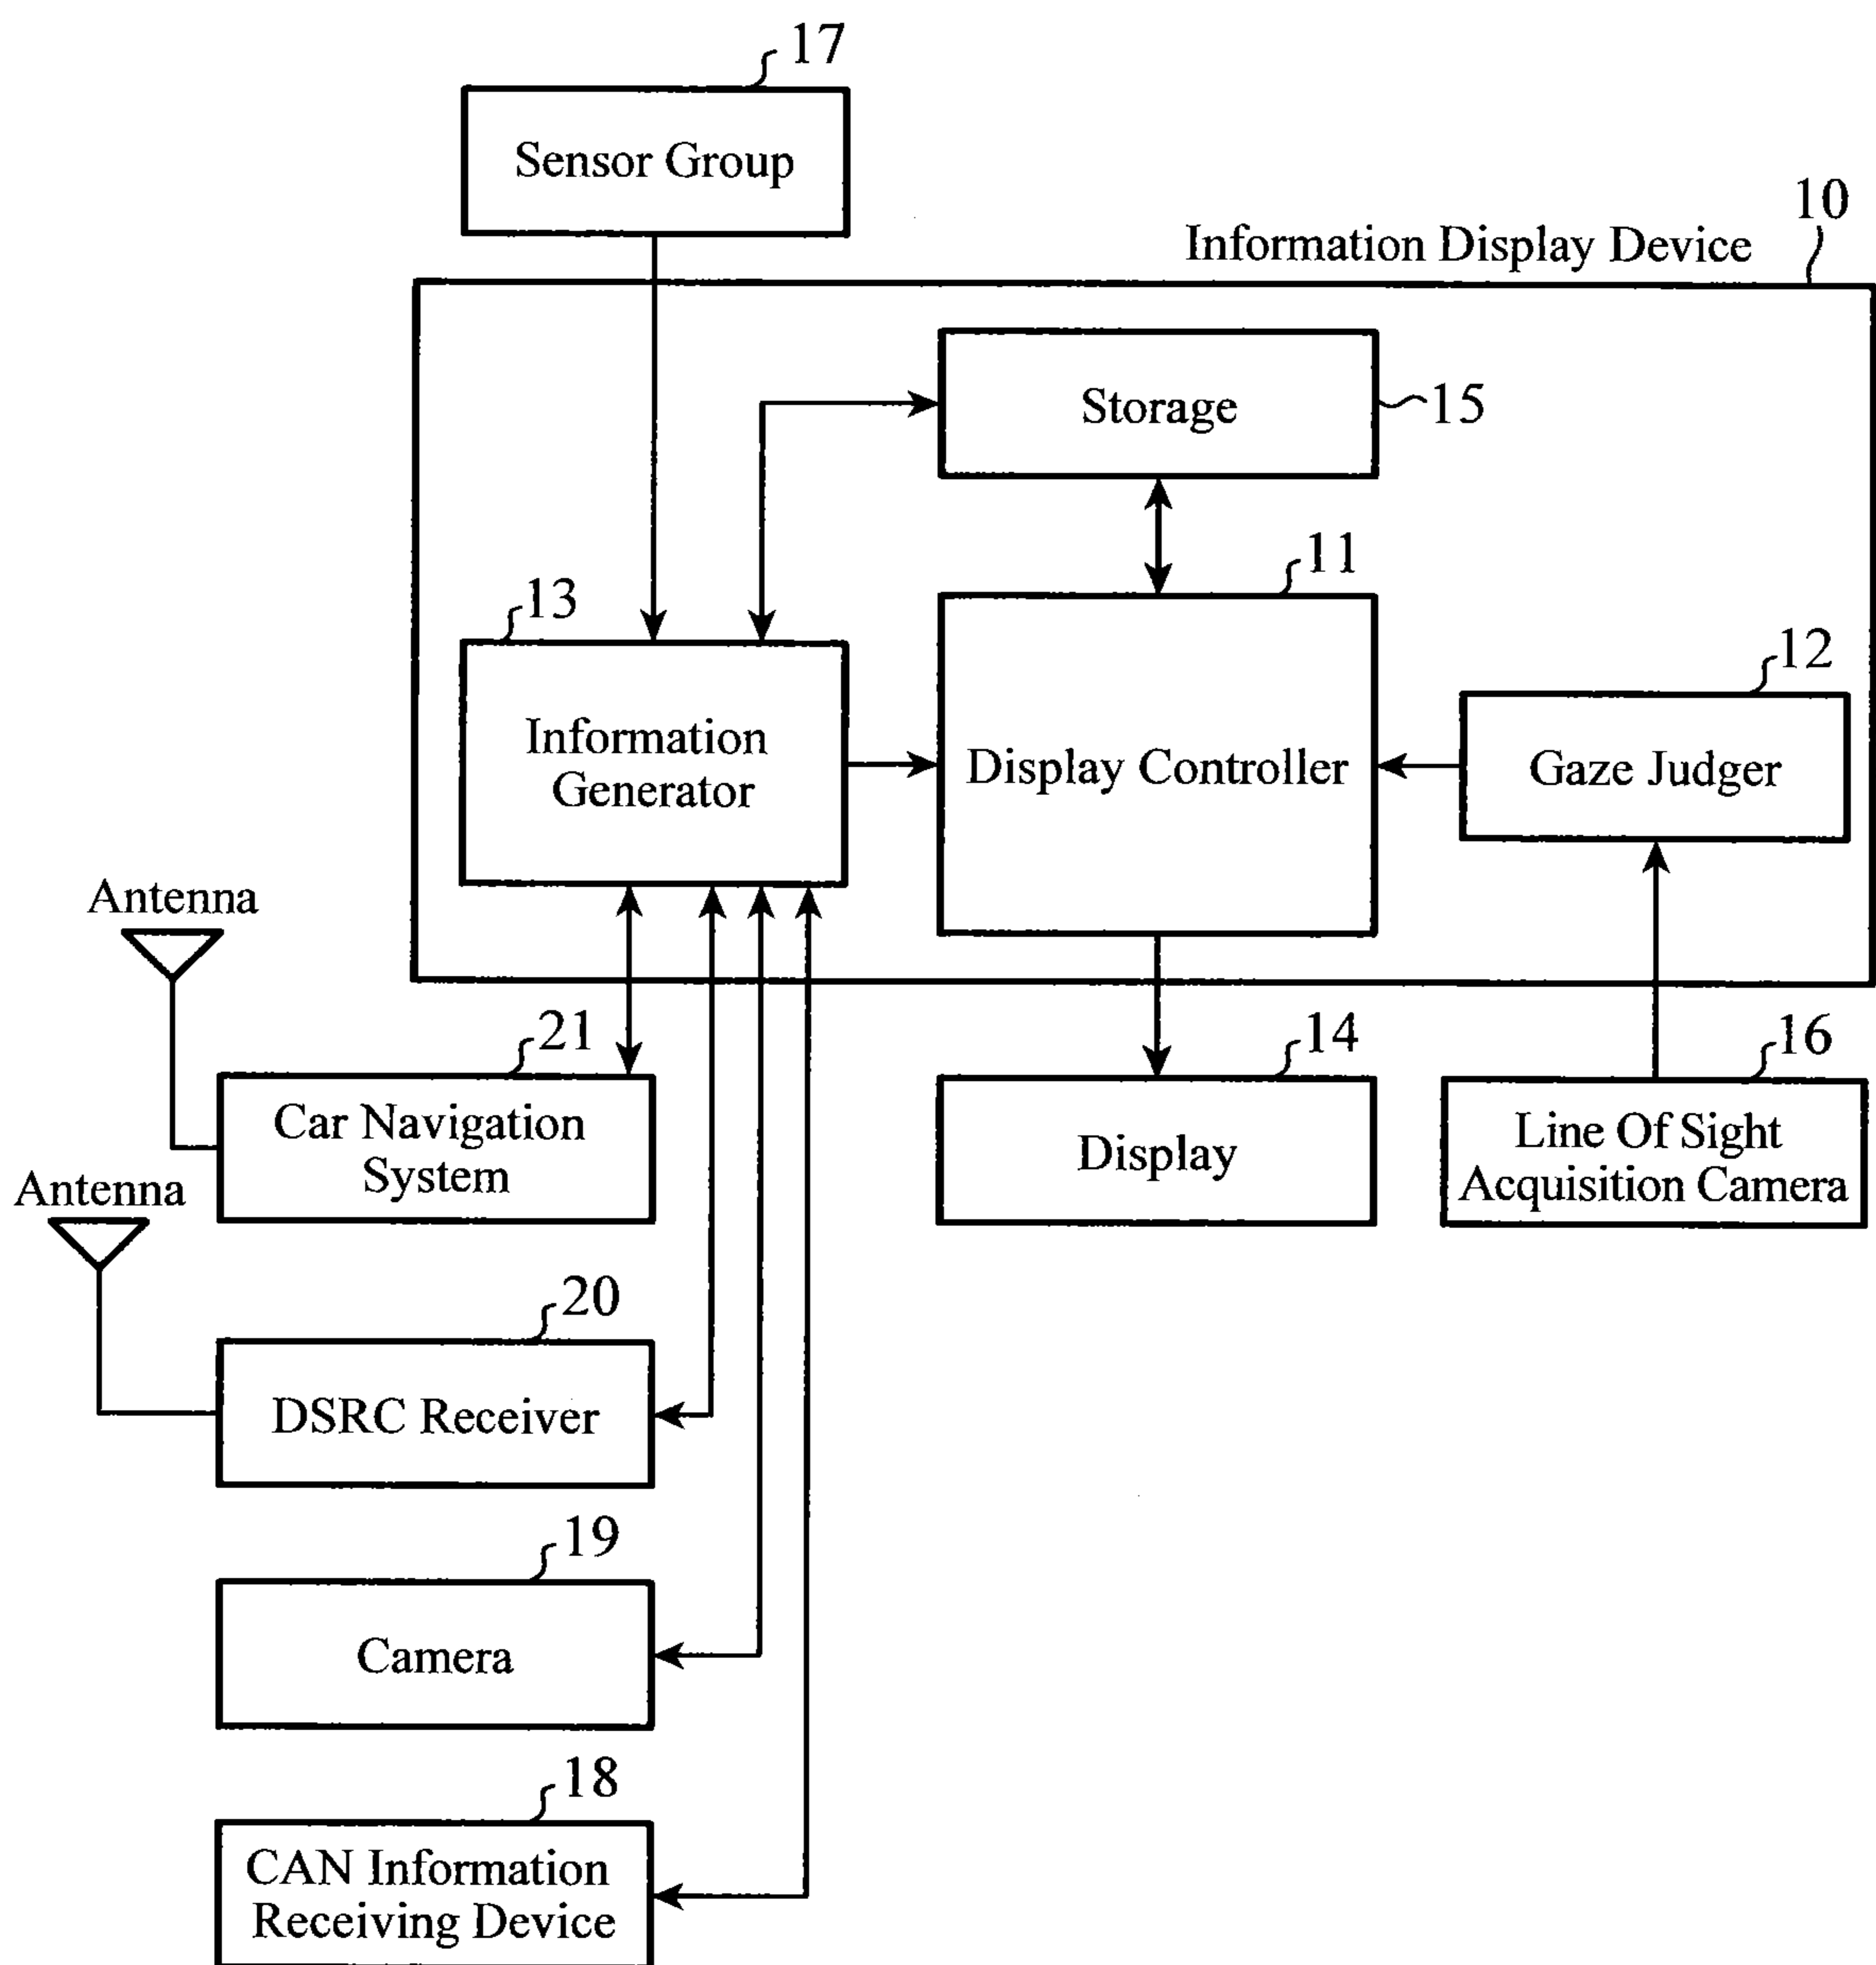 17
Sensor Group
10
Information Display Device
Storage
15
11
13
12
Information
Generator
Display Controller
Gaze Judger
Antenna
21
14
16
Car Navigation
System
Display
Line Of Sight
Acquisition Camera
Antenna
20
DSRC Receiver
19
Camera
18
CAN Information
Receiving Device